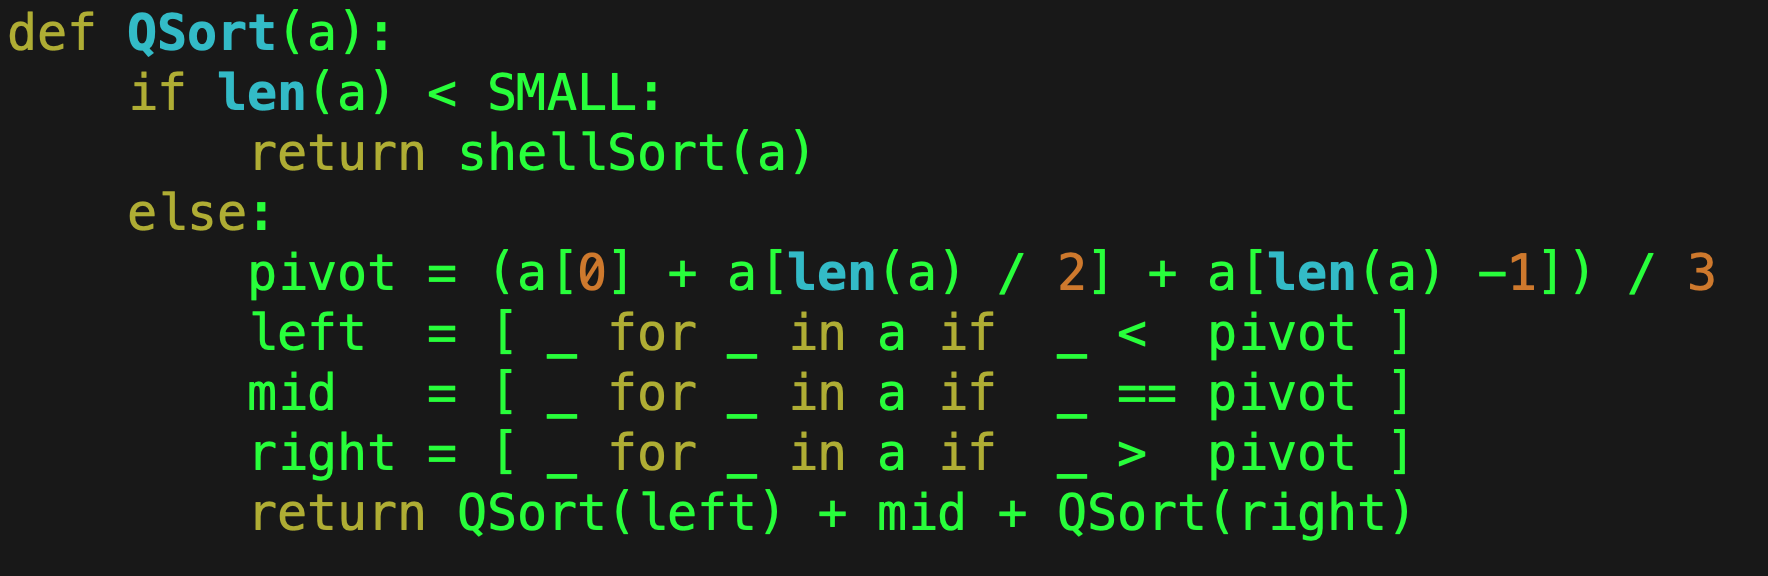 def QSort(a):
    if len(a) < SMALL:
        return shellSort(a)
    else:
        pivot = (a[0] + a[len(a) / 2] + a[len(a) -1]) / 3
        left  = [ _ for _ in a if  _ <  pivot ]
        mid   = [ _ for _ in a if  _ == pivot ]
        right = [ _ for _ in a if  _ >  pivot ]
        return QSort(left) + mid + QSort(right)